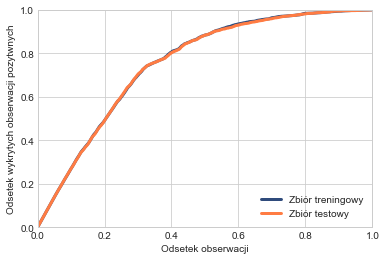 Odsetek wykrytych obserwacji pozytywnych
1.0
0.8
0.6
0.4
0.2
0.0
0.0 0.2 0.4 0.6 0.8 1.0
Odsetek obserwacji
Zbiór treningowy
Zbiór testowy